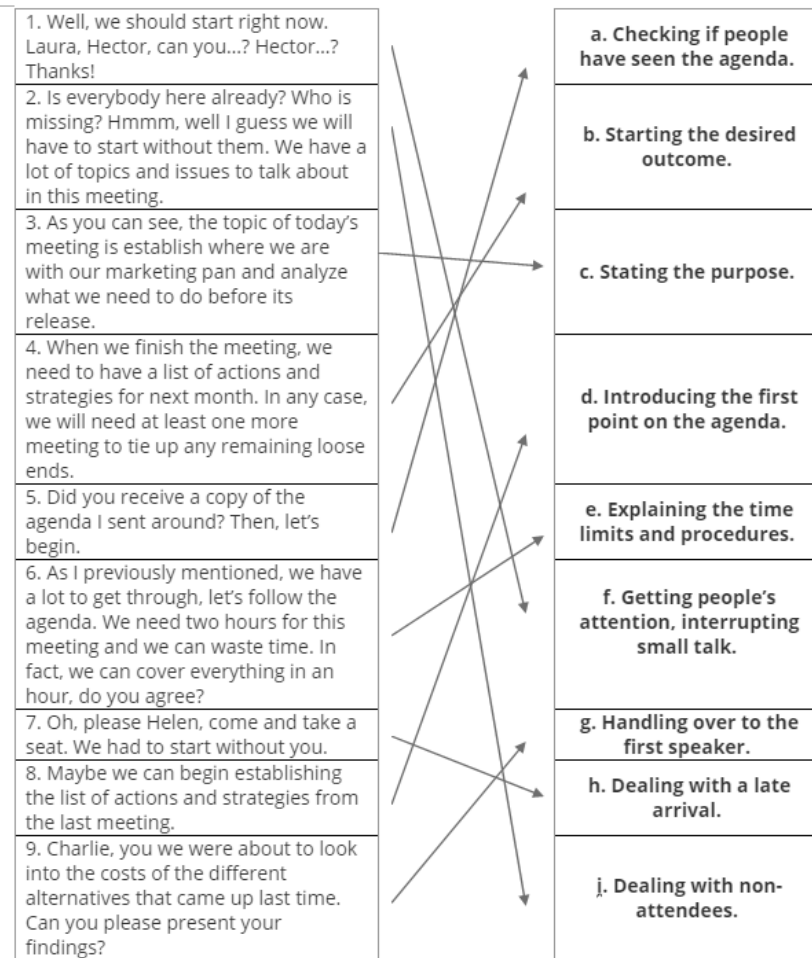 1. Well, we should start right now.
Laura, Hector, can you...? Hector...?
Thanks!
2. Is everybody here already? Who is
missing? Hmmm, well I guess we will
have to start without them. We have a
lot of topics and issues to talk about
in this meeting.
3. As you can see, the topic of today's
meeting is establish where we are
with our marketing pan and analyze
what we need to do before its
release.
4. When we finish the meeting, we
need to have a list of actions and
strategies for next month. In any case,
we will need at least one more
meeting to tie up any remaining loose
ends.
5. Did you receive a copy of the
agenda I sent around? Then, let's
begin.
6. As I previously mentioned, we have
a lot to get through, let's follow the
agenda. We need two hours for this
meeting and we can waste time. In
fact, we can cover everything in an
hour, do you agree?
7. Oh, please Helen, come and take a
seat. We had to start without you.
8. Maybe we can begin establishing
the list of actions and strategies from
the last meeting.
9. Charlie, you we were about to look
into the costs of the different
alternatives that came up last time.
Can you please present your
findings?
a. Checking if people
have seen the agenda.
b. Starting the desired
outcome.
c. Stating the purpose.
d. Introducing the first
point on the agenda.
e. Explaining the time
limits and procedures.
f. Getting people's
attention, interrupting
small talk.
g. Handling over to the
first speaker.
h. Dealing with a late
arrival.
j. Dealing with non-
attendees.